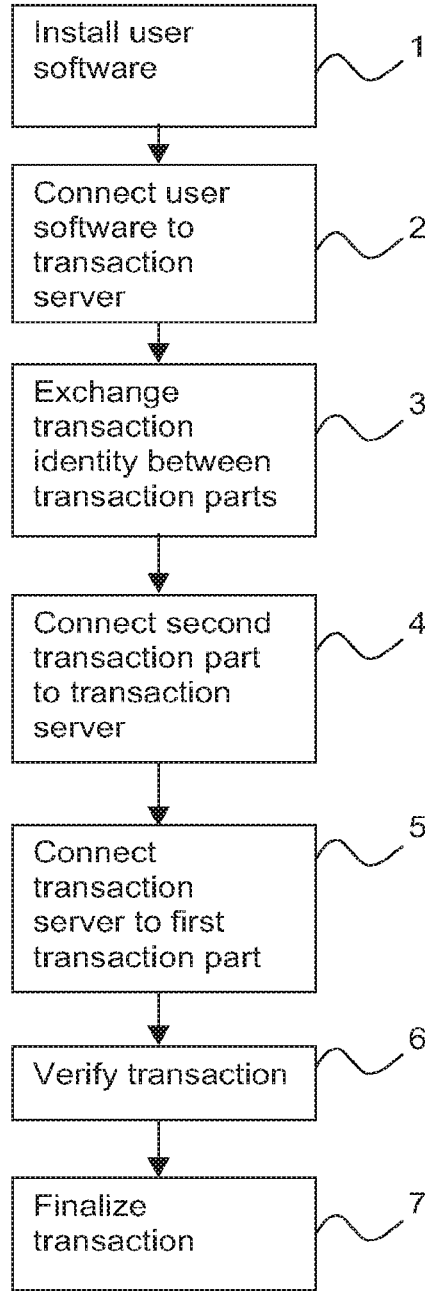 Install user
software
1
Connect user
software to
transaction
server
2
Exchange
transaction
identity between
transaction parts
3
Connect second
transaction part
to transaction
server
4
Connect
transaction
server to first
transaction part
5
Verify transaction
6
Finalize
transaction
7